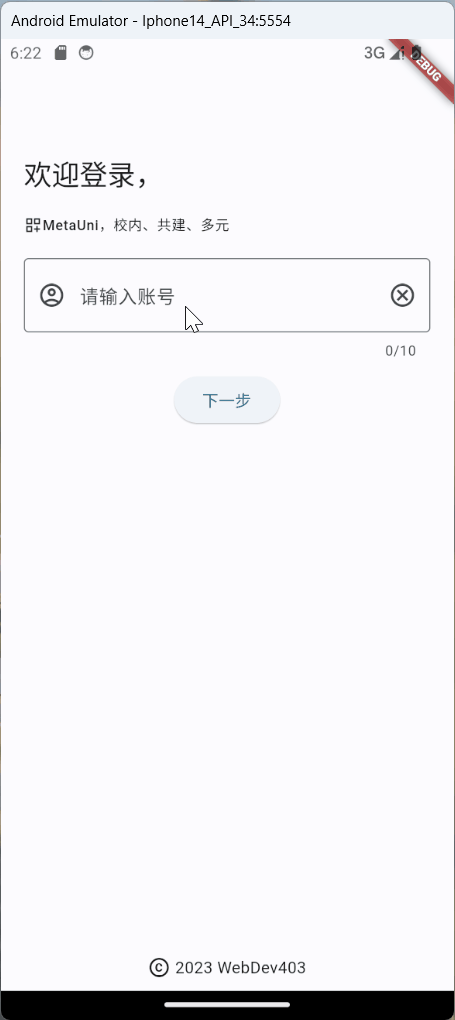 Android Emulator - Iphone14_API_34:5554
6:22 3G
DEBUG
欢迎登录，
MetaUni，校内、共建、多元
请输入账号
0/10
下一步
© 2023 WebDev403